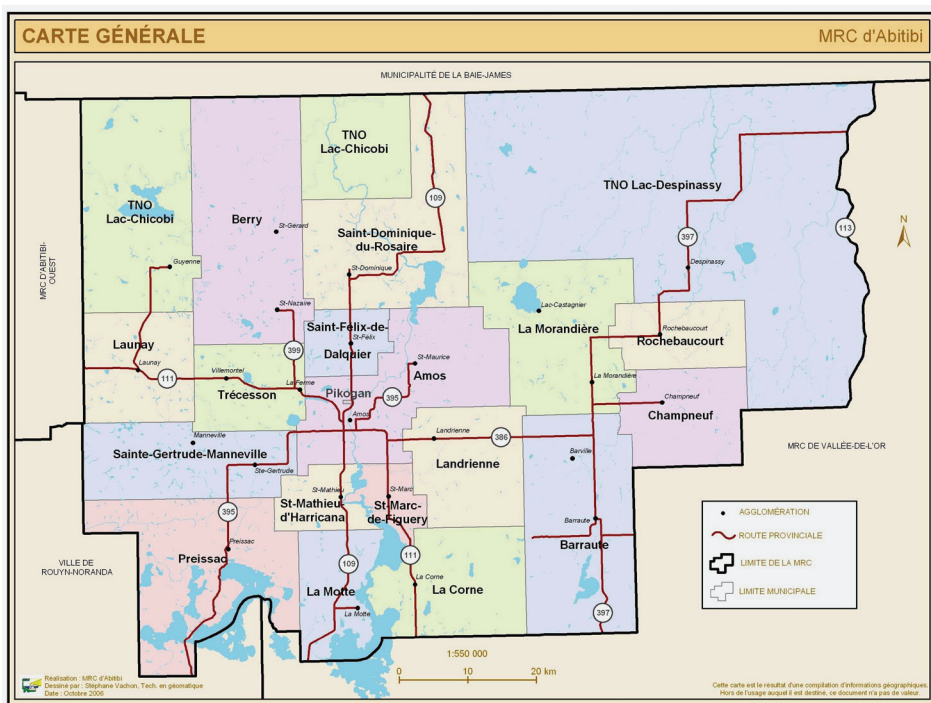 CARTE GÉNÉRALE
MRC d'Abitibi
MUNICIPALITÉ DE LA BAIE-JAMES
MRC D'ABITIBI-
OUEST
TNO
Lac-Chicobi
TNO
Lac-Chicobi
Berry
St-Gérard
109
Saint-Dominique-
du-Rosaire
TNO Lac-Despinassy
397
113
N
Guyenne
St-Dominique
Despinassy
St-Nazaire
Lac-Castagnier
La Morandière
Saint-Félix-de-
St-Félix
Dalquier
Rochebaucourt
Rochebaucourt
Launay
Launay
399
St-Maurice
Amos
111
Villemontel
Trécesson
La Ferme
Pikogan
395
Amos
La Morandière
Champneuf
Champneuf
Manneville
Sainte-Gertrude-Manneville
Ste-Gertrude
Landrienne
386
Landrienne
Barville
MRC DE VALLÉE-DE-L'OR
St-Mathieu
St-Mathieu-
d'Harricana
St-Marc
St-Marc-
de-Figuery
395
Preissac
Preissac
Barraute
Barraute
VILLE DE
ROUYN-NORANDA
109
111
La Motte
La Motte
La Corne
La Corne
397
AGGLOMÉRATION
ROUTE PROVINCIALE
LIMITE DE LA MRC
LIMITE MUNICIPALE
1:550 000
0 10 20 km
Réalisation : MRC d'Abitibi
Dessiné par : Stéphane Vachon, Tech. en géomatique
Date : Octobre 2006
Cette carte est le résultat d'une compilation d'informations géographiques.
Hors de l'usage auquel il est destiné, ce document n'a pas de valeur.